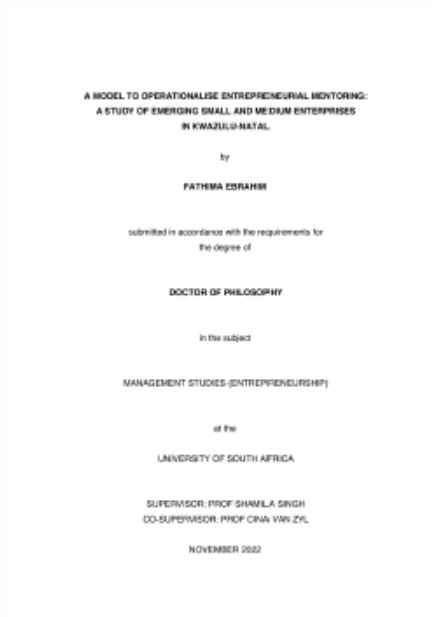 A MODEL TO OPERATIONALISE ENTREPRENEURIAL MENTORING:
A STUDY OF EMERGING SMALL AND MEDIUM ENTERPRISES
IN KWAZULU-NATAL
by
FATHIMA EBRAHIM
submitted in accordance with the requirements for
the degree of
DOCTOR OF PHILOSOPHY
in the subject
MANAGEMENT STUDIES (ENTREPRENEURSHIP)
at the
UNIVERSITY OF SOUTH AFRICA
SUPERVISOR: PROF SHAMILA SINGH
CO-SUPERVISOR: PROF CINA VAN ZYL
NOVEMBER 2022